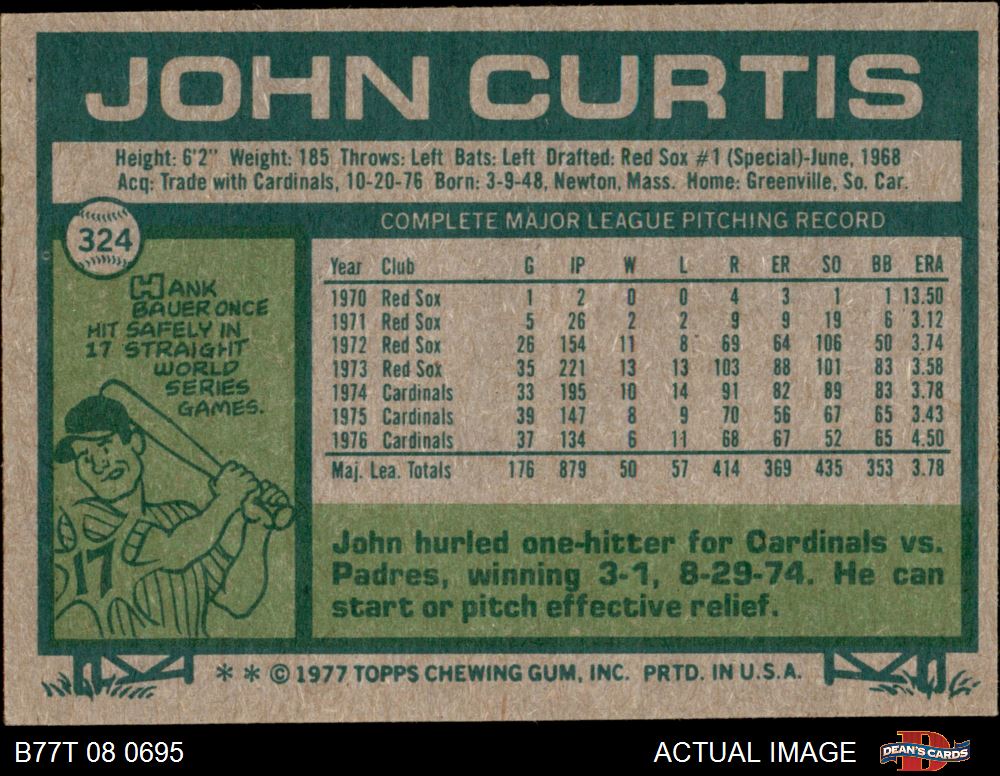 JOHN CURTIS
Height: 6'2" Weight: 185 Throws: Left Bats: Left Drafted: Red Sox #1 (Special)-June, 1968
Acq: Trade with Cardinals, 10-20-76 Born: 3-9-48, Newton, Mass. Home: Greenville, So. Car.
COMPLETE MAJOR LEAGUE PITCHING RECORD
324
HANK
BAUER ONCE
HIT SAFELY IN
17 STRAIGHT
WORLD
SERIES
GAMES.
17
Year Club G IP W L R ER SO BB ERA
1970 Red Sox 1 2 0 0 4 3 1 1 13.50
1971 Red Sox 5 26 2 2 9 9 19 6 3.12
1972 Red Sox 26 154 11 8 69 64 106 50 3.74
1973 Red Sox 35 221 13 13 103 88 101 83 3.58
1974 Cardinals 33 195 10 14 91 82 89 83 3.78
1975 Cardinals 39 147 8 9 70 56 67 65 3.43
1976 Cardinals 37 134 6 11 68 67 52 65 4.50
Maj. Lea. Totals 176 879 50 57 414 369 435 353 3.78
John hurled one-hitter for Cardinals vs.
Padres, winning 3-1, 8-29-74. He can
start or pitch effective relief.
* * © 1977 TOPPS CHEWING GUM, INC. PRTD. IN U.S.A.
B77T 08 0695
ACTUAL IMAGE
D
DEAN'S CARDS